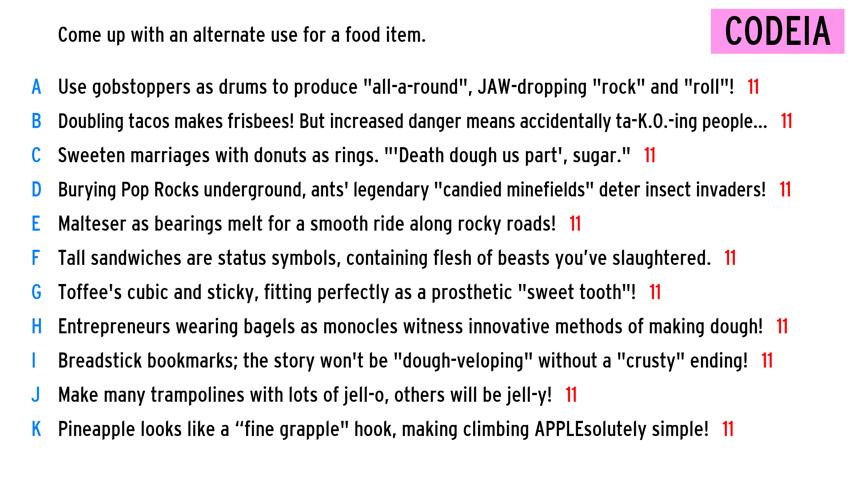 Come up with an alternate use for a food item.
CODEIA
A Use gobstoppers as drums to produce "all-a-round", JAW-dropping "rock" and "roll"! 11
B Doubling tacos makes frisbees! But increased danger means accidentally ta-K.O.-ing people... 11
C Sweeten marriages with donuts as rings. "'Death dough us part', sugar." 11
D Burying Pop Rocks underground, ants' legendary "candied minefields" deter insect invaders! 11
E Malteser as bearings melt for a smooth ride along rocky roads! 11
F Tall sandwiches are status symbols, containing flesh of beasts you’ve slaughtered. 11
G Toffee's cubic and sticky, fitting perfectly as a prosthetic "sweet tooth"! 11
H Entrepreneurs wearing bagels as monocles witness innovative methods of making dough! 11
I Breadstick bookmarks; the story won't be "dough-veloping" without a "crusty" ending! 11
J Make many trampolines with lots of jell-o, others will be jell-y! 11
K Pineapple looks like a “fine grapple" hook, making climbing APPLEsolutely simple! 11